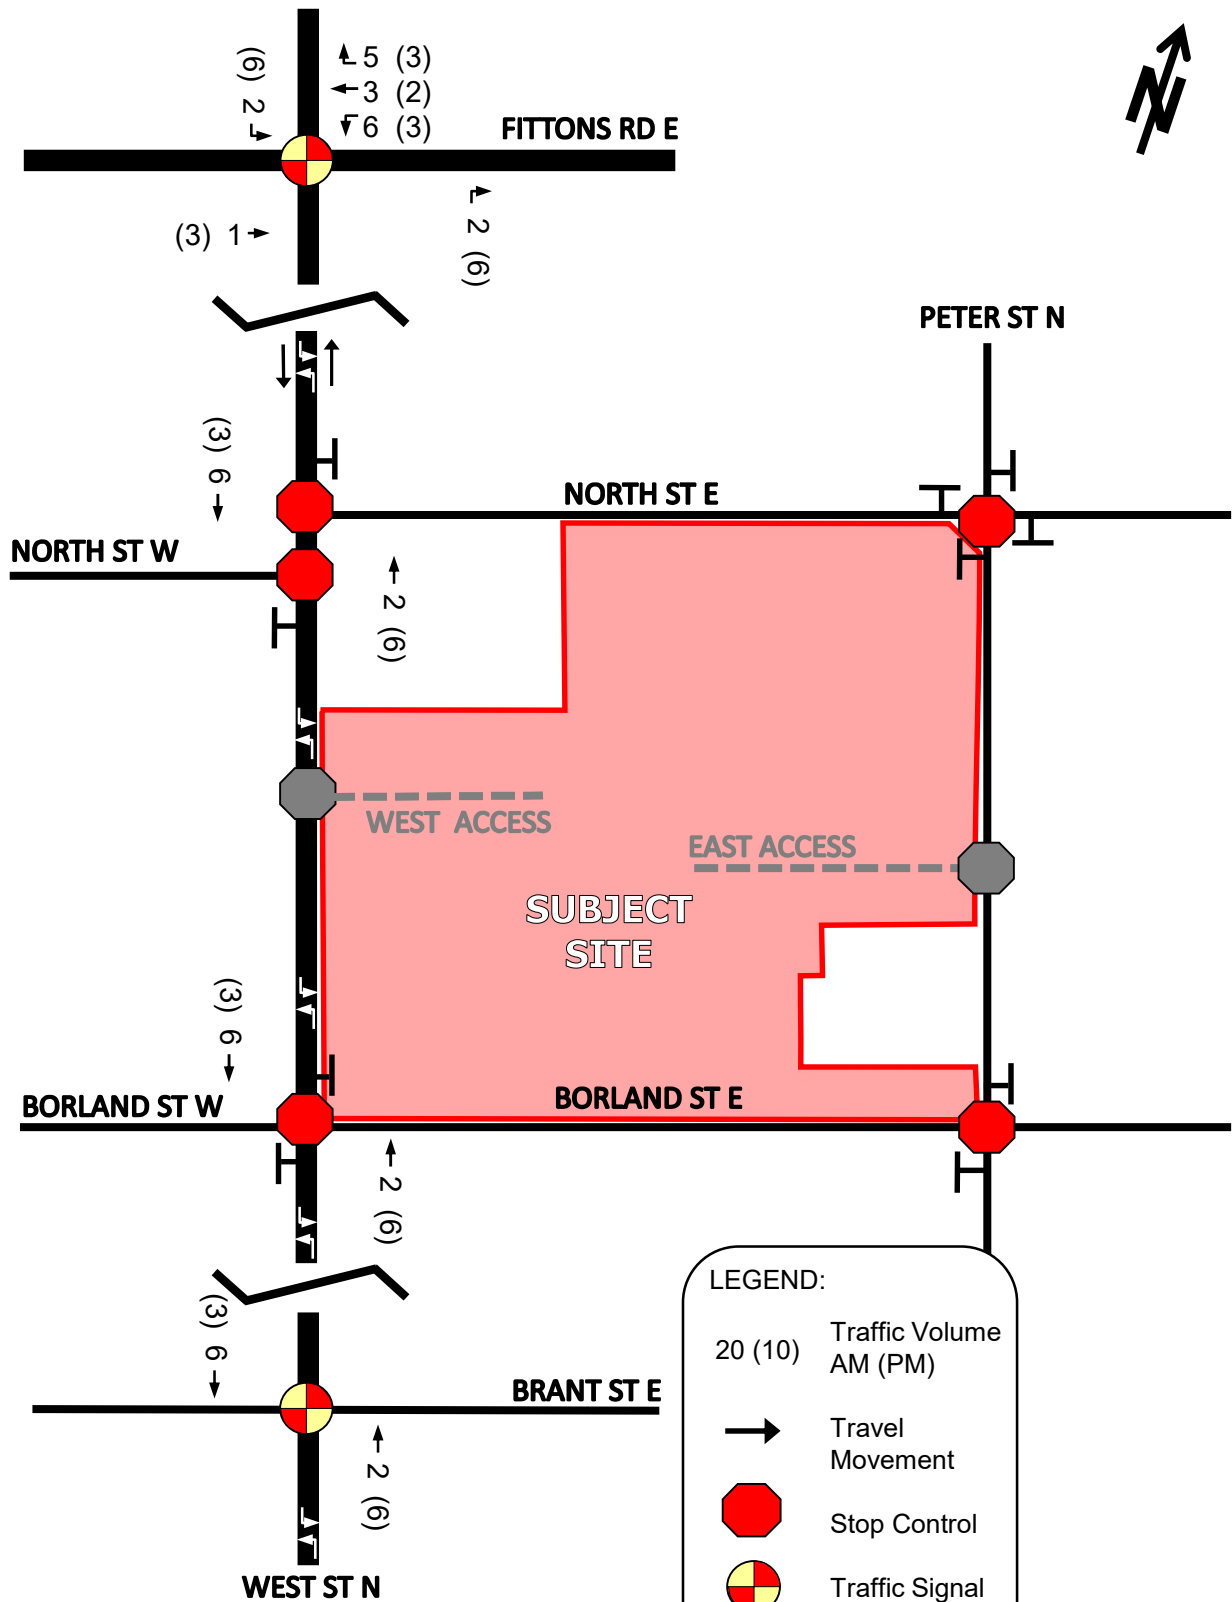 (6) 2
5 (3)
3 (2)
6 (3)
N
FITTONS RD E
(3) 1
2 (6)
PETER ST N
(3) 6
NORTH ST E
NORTH ST W
2 (6)
WEST ACCESS
EAST ACCESS
SUBJECT
SITE
(3) 6
BORLAND ST W
BORLAND ST E
2 (6)
(3) 6
BRANT ST E
2 (6)
WEST ST N
LEGEND:
20 (10)
Traffic Volume
AM (PM)
Travel
Movement
Stop Control
Traffic Signal